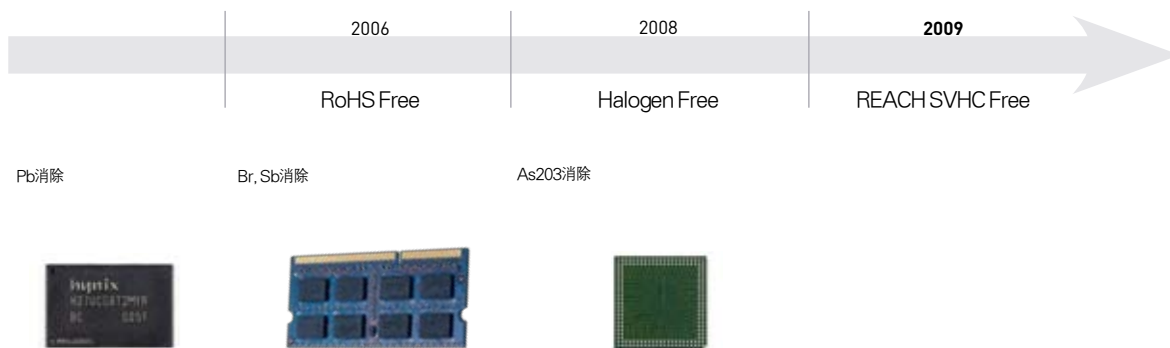 2006
2008
2009
RoHS Free
Halogen Free
REACH SVHC Free
Pb消除
Br, Sb消除
As203消除
hynix